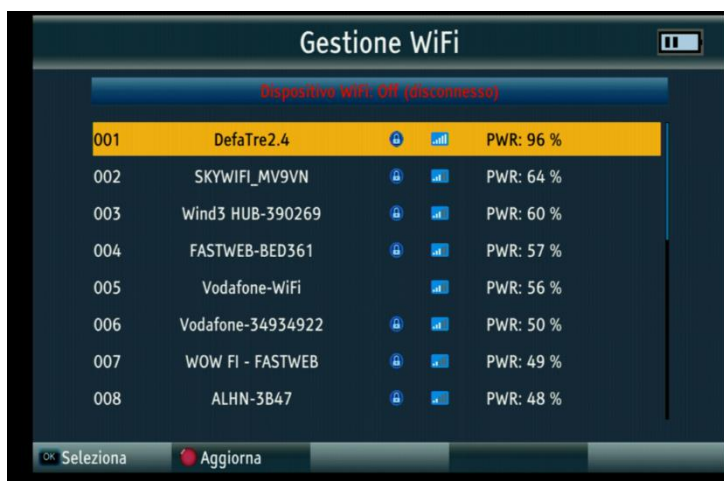 Gestione WiFi
Dispositivo WiFi: Off (disconnesso)
001 DefaTre2.4 PWR: 96 %
002 SKYWIFI_MV9VN PWR: 64 %
003 Wind3 HUB-390269 PWR: 60 %
004 FASTWEB-BED361 PWR: 57 %
005 Vodafone-WiFi PWR: 56 %
006 Vodafone-34934922 PWR: 50 %
007 WOW FI - FASTWEB PWR: 49 %
008 ALHN-3B47 PWR: 48 %
OK Seleziona Aggiorna